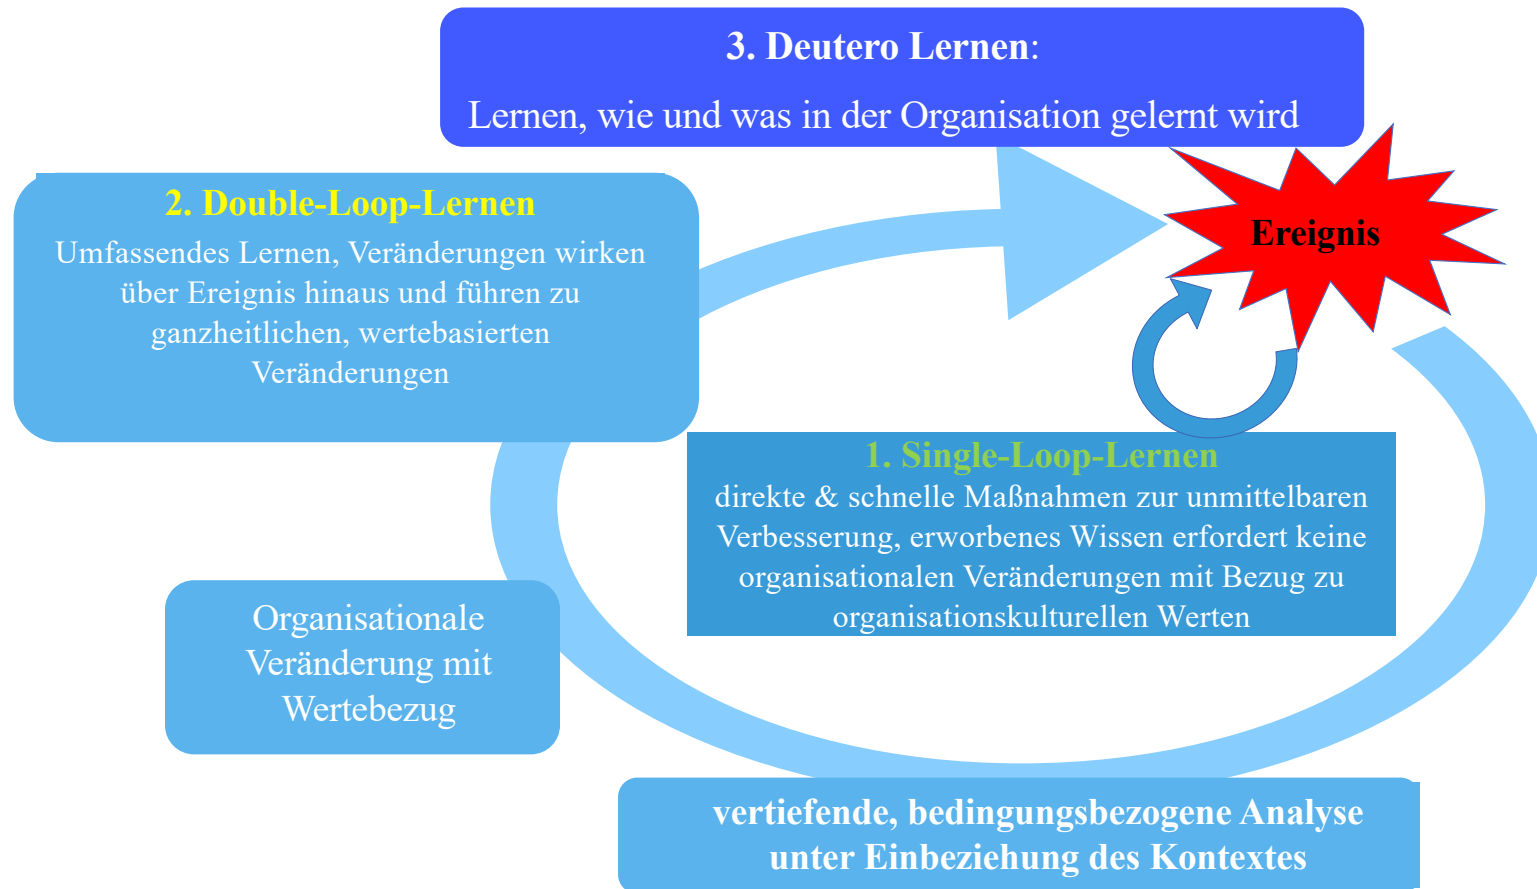 3. Deutero Lernen:
Lernen, wie und was in der Organisation gelernt wird
2. Double-Loop-Lernen
Umfassendes Lernen, Veränderungen wirken
über Ereignis hinaus und führen zu
ganzheitlichen, wertebasierten
Veränderungen
Ereignis
1. Single-Loop-Lernen
direkte & schnelle Maßnahmen zur unmittelbaren
Verbesserung, erworbenes Wissen erfordert keine
organisationalen Veränderungen mit Bezug zu
organisationskulturellen Werten
Organisationale
Veränderung mit
Wertebezug
vertiefende, bedingungsbezogene Analyse
unter Einbeziehung des Kontextes